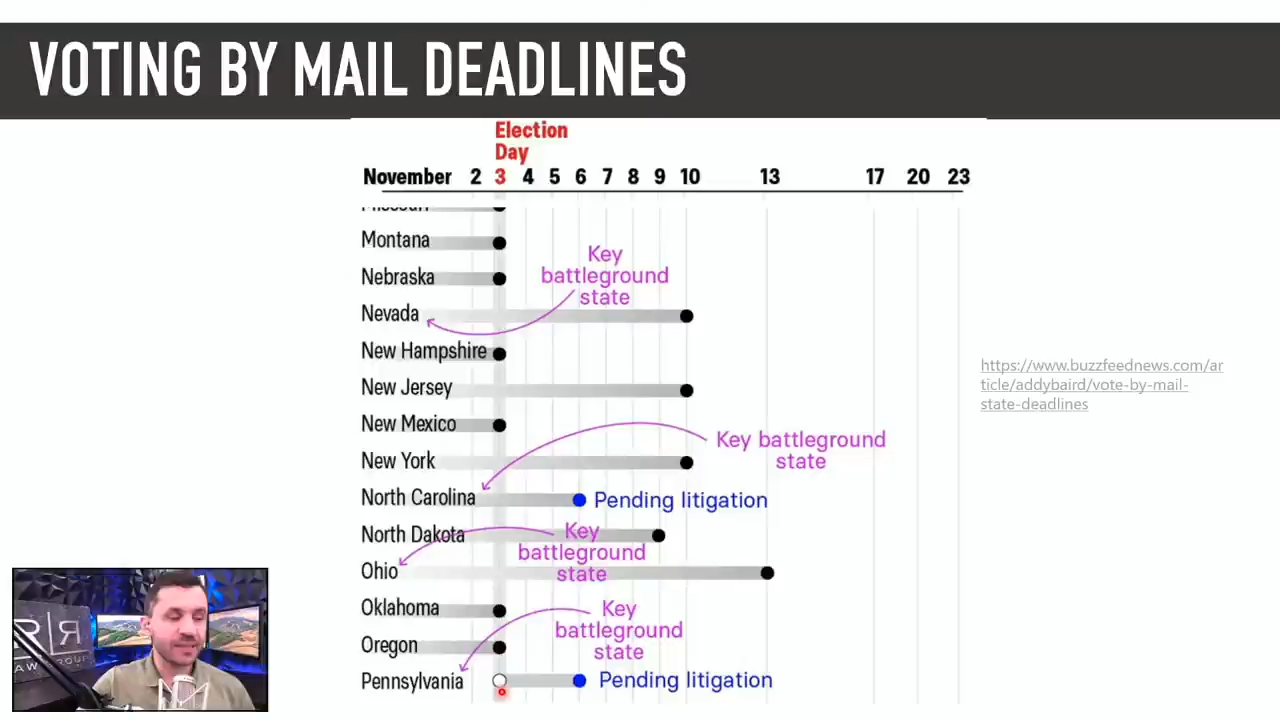 VOTING BY MAIL DEADLINES
Election
Day
November 2 3 4 5 6 7 8 9 10 13 17 20 23
Missouri
Montana
Nebraska
Key
battleground
state
Nevada
New Hampshire
New Jersey
New Mexico
Key battleground
state
New York
North Carolina
Pending litigation
North Dakota
Key
battleground
state
Ohio
Oklahoma
Key
battleground
state
Oregon
Pennsylvania
Pending litigation
https://www.buzzfeednews.com/ar
ticle/addybaird/vote-by-mail-
state-deadlines